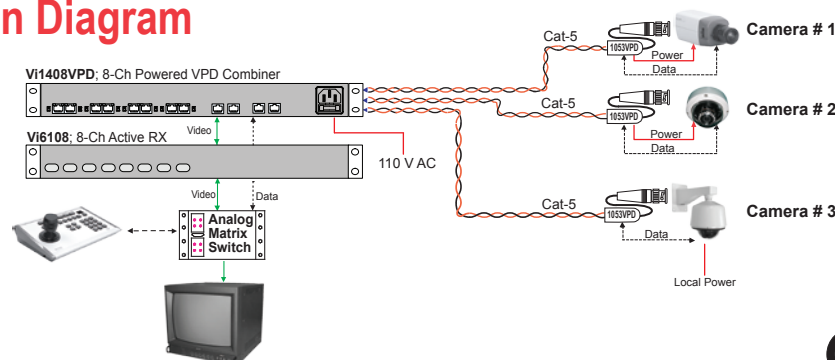 n Diagram
Vi1408VPD; 8-Ch Powered VPD Combiner
Video
Vi6108; 8-Ch Active RX
Video
Data
Analog
Matrix
Switch
110 V AC
Cat-5
1053VPD
Power
Data
Camera # 1
Cat-5
1053VPD
Power
Data
Camera # 2
Cat-5
1053VPD
Data
Camera # 3
Local Power